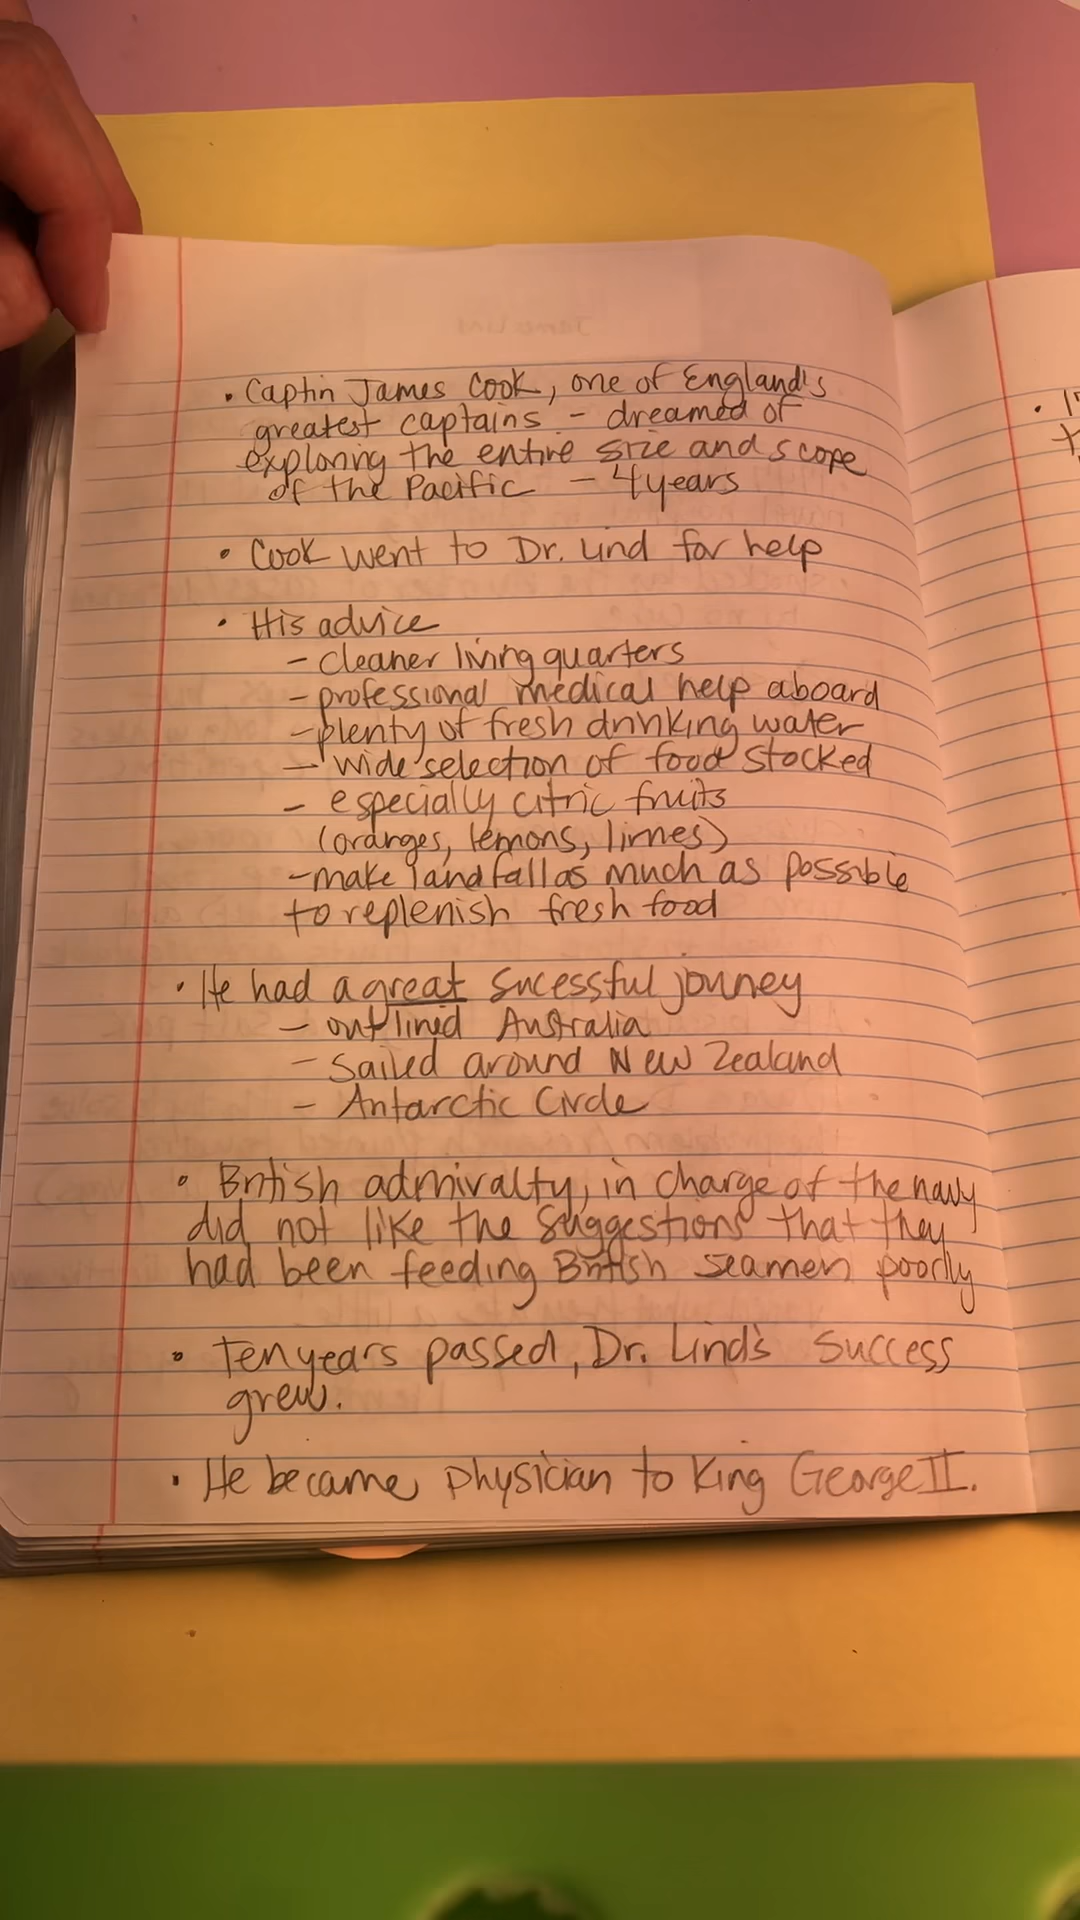 • Captin James Cook, one of England's
greatest captains - dreamed of
exploring the entire size and scope
of the Pacific - 4 years
• Cook went to Dr. Lind for help
• His advice
- cleaner living quarters
- professional medical help aboard
- plenty of fresh drinking water
- wide selection of food stocked
- especially citric fruits
(oranges, lemons, limes)
- make landfall as much as possible
to replenish fresh food
• He had a great sucessful jouney
- outlined Australia
- sailed around New Zealand
- Antarctic Circle
• British admiralty, in charge of the navy
did not like the suggestions that they
had been feeding British seamen poorly
• Ten years passed, Dr. Lind's success
grew.
• He became physician to King George II.